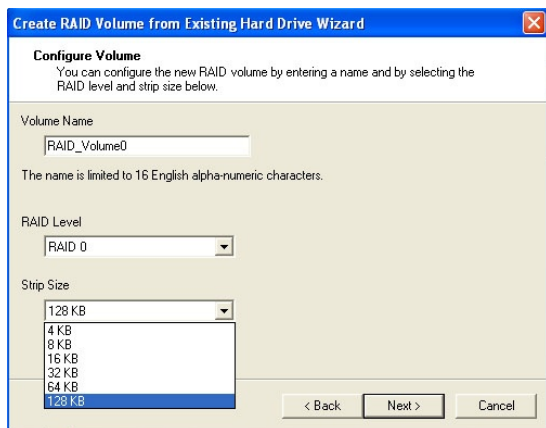 Create RAID Volume from Existing Hard Drive Wizard
Configure Volume
You can configure the new RAID volume by entering a name and by selecting the
RAID level and strip size below.
Volume Name
RAID_Volume0
The name is limited to 16 English alpha-numeric characters.
RAID Level
RAID 0
Strip Size
128 KB
4 KB
8 KB
16 KB
32 KB
64 KB
128 KB
< Back
Next >
Cancel